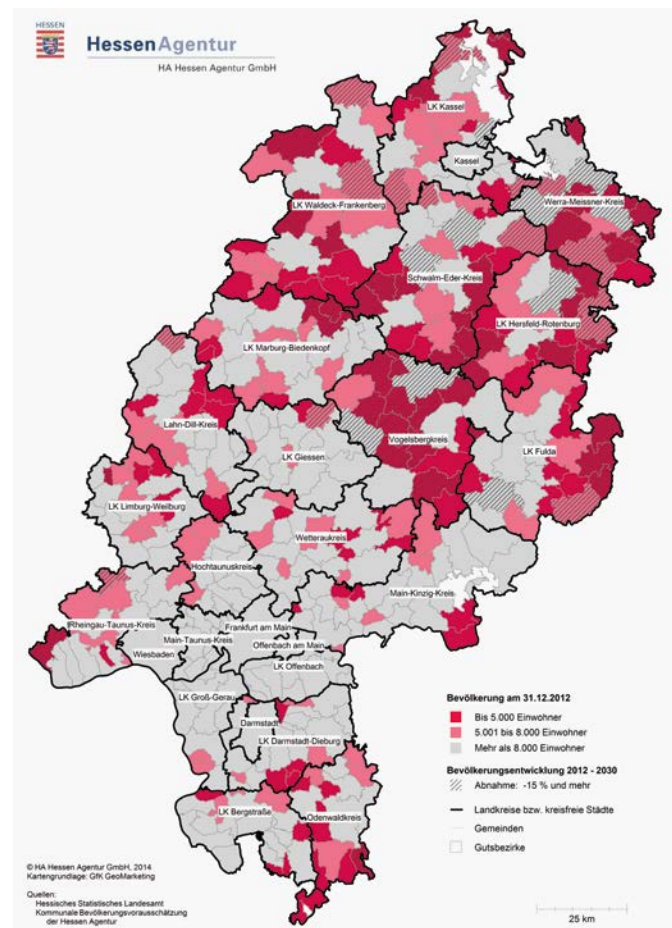 HESSEN
HessenAgentur
HA Hessen Agentur GmbH
LK Kassel
Kassel
Werra-Meissner-Kreis
LK Waldeck-Frankenberg
Schwalm-Eder-Kreis
LK Hersfeld-Rotenburg
LK Marburg-Biedenkopf
Lahn-Dill-Kreis
Vogelsbergkreis
LK Giessen
LK Fulda
LK Limburg-Weilburg
Wetteraukreis
Hochtaunuskreis
Main-Kinzig-Kreis
Rheingau-Taunus-Kreis
Frankfurt am Main
Main-Taunus-Kreis
Offenbach am Main
Wiesbaden
LK Offenbach
LK Groß-Gerau
Darmstadt
LK Darmstadt-Dieburg
LK Bergstraße
Odenwaldkreis
Bevölkerung am 31.12.2012
Bis 5.000 Einwohner
5.001 bis 8.000 Einwohner
Mehr als 8.000 Einwohner
Bevölkerungsentwicklung 2012 - 2030
Abnahme: -15 % und mehr
Landkreise bzw. kreisfreie Städte
Gemeinden
Gutsbezirke
© HA Hessen Agentur GmbH, 2014
Kartengrundlage: GfK GeoMarketing
Quellen:
Hessisches Statistisches Landesamt
Kommunale Bevölkerungsvorausschätzung
der Hessen Agentur
25 km